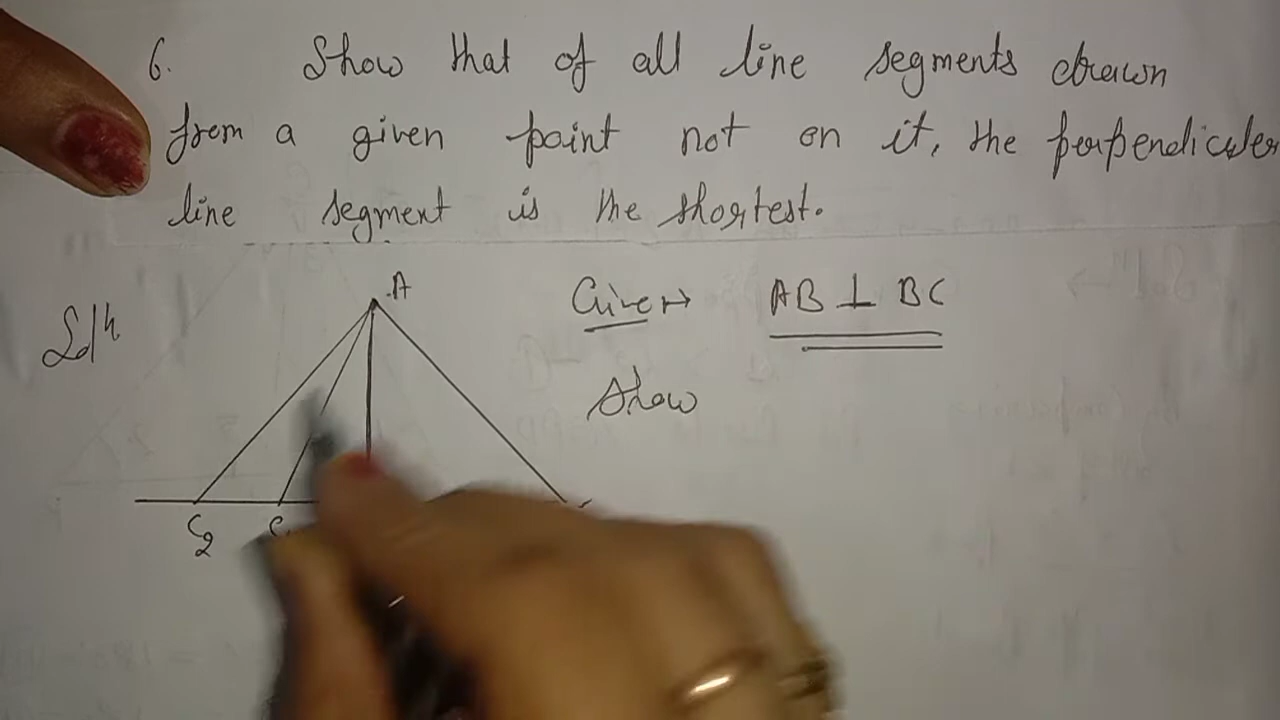 6. Show that of all line segments drawn
from a given point not on it, the perpendicular
line segment is the shortest.
Sol^n
A
Given → AB ⊥ BC
Show
C2